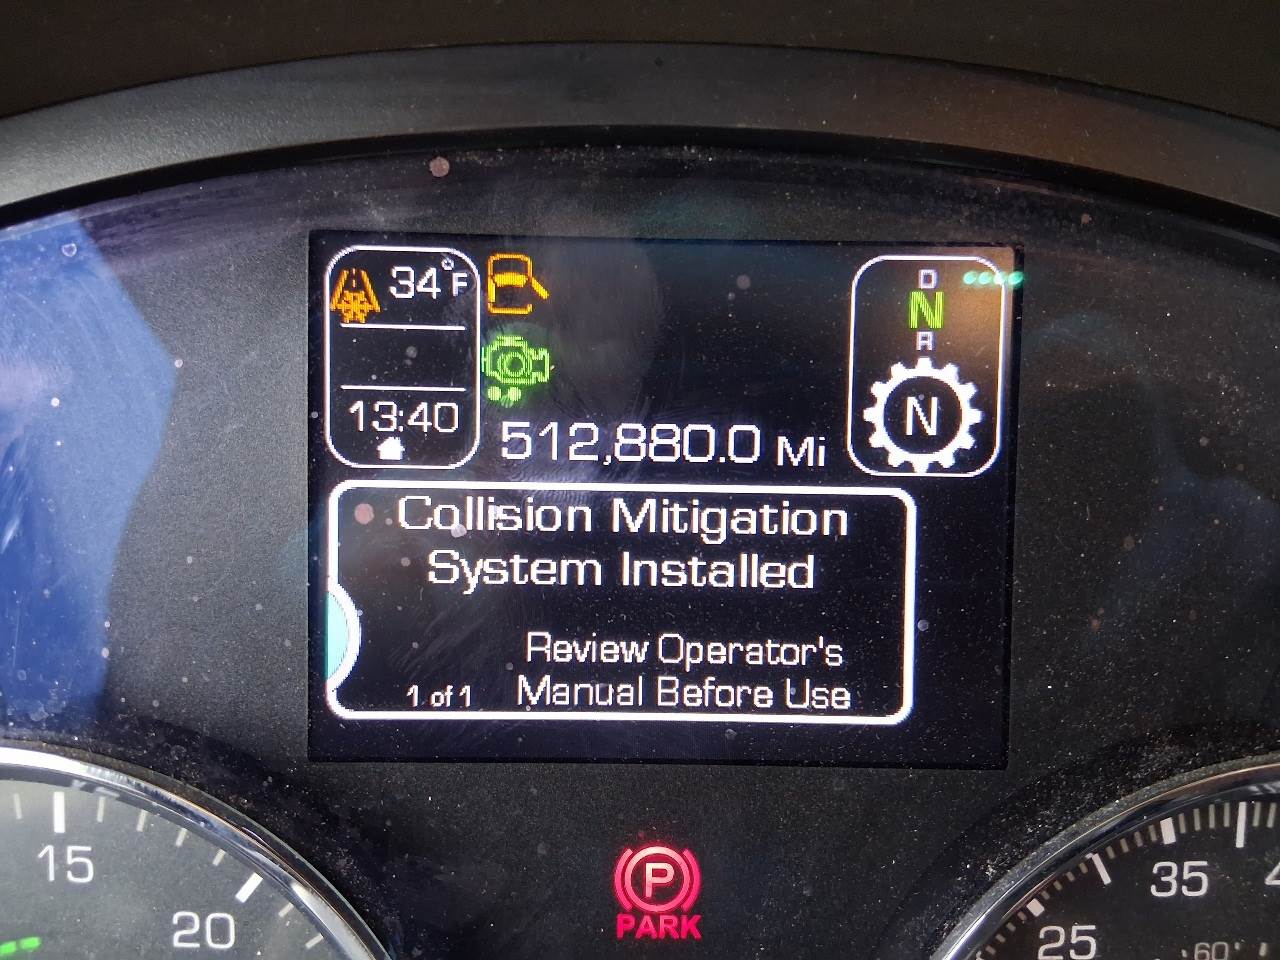 34°F
13:40
512,880.0 Mi
D
N
R
N
Collision Mitigation
System Installed
Review Operator's
1 of 1 Manual Before Use
P
PARK
15
20
25
35
60